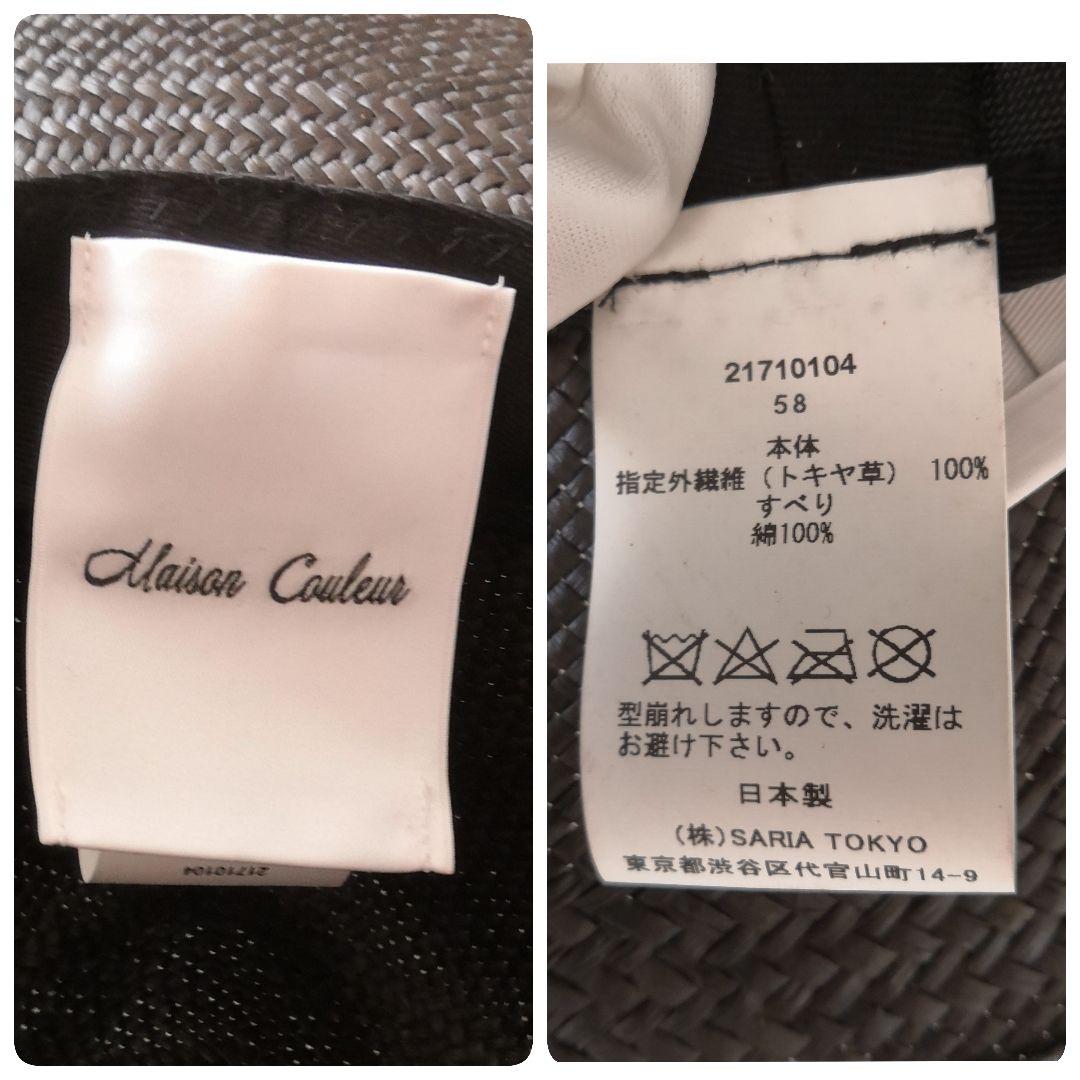 Maison Couleur
21710104
21710104
58
本体
指定外繊維（トキヤ草） 100%
すべり
綿100%
型崩れしますので、洗濯は
お避け下さい。
日本製
(株)SARIA TOKYO
東京都渋谷区代官山町14-9